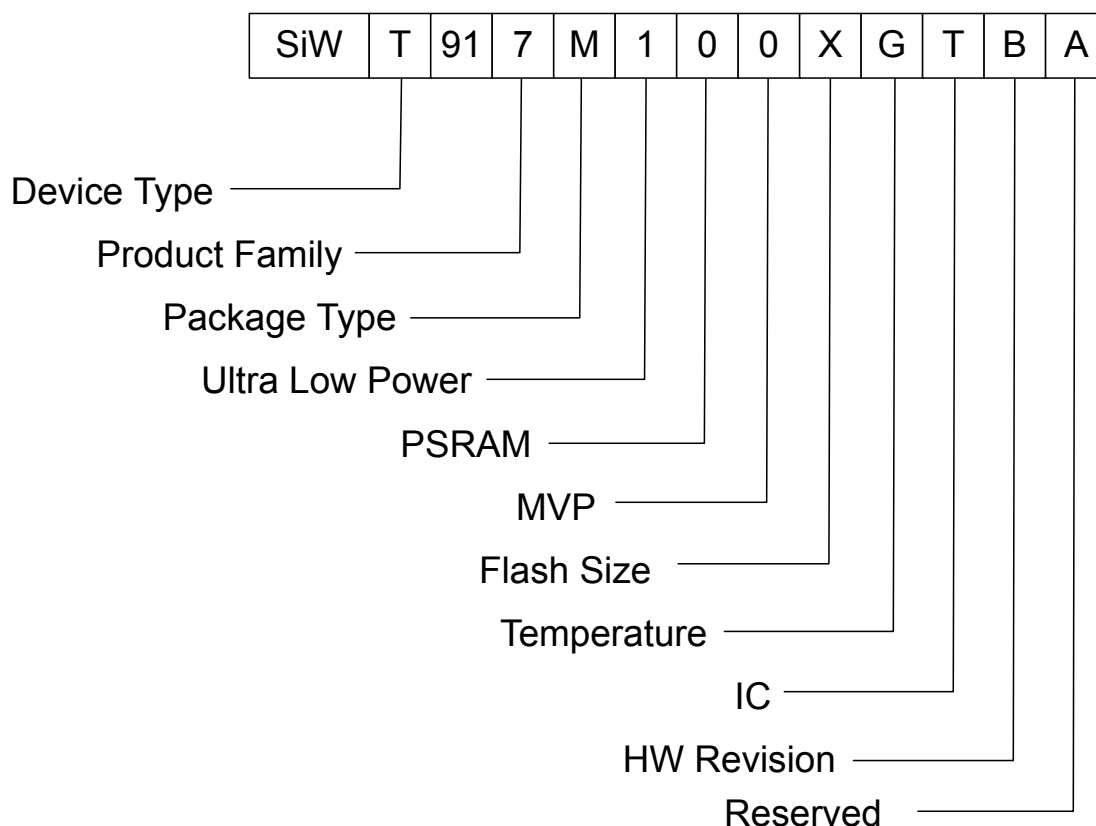 SiW T 91 7 M 1 0 0 X G T B A
Device Type
Product Family
Package Type
Ultra Low Power
PSRAM
MVP
Flash Size
Temperature
IC
HW Revision
Reserved